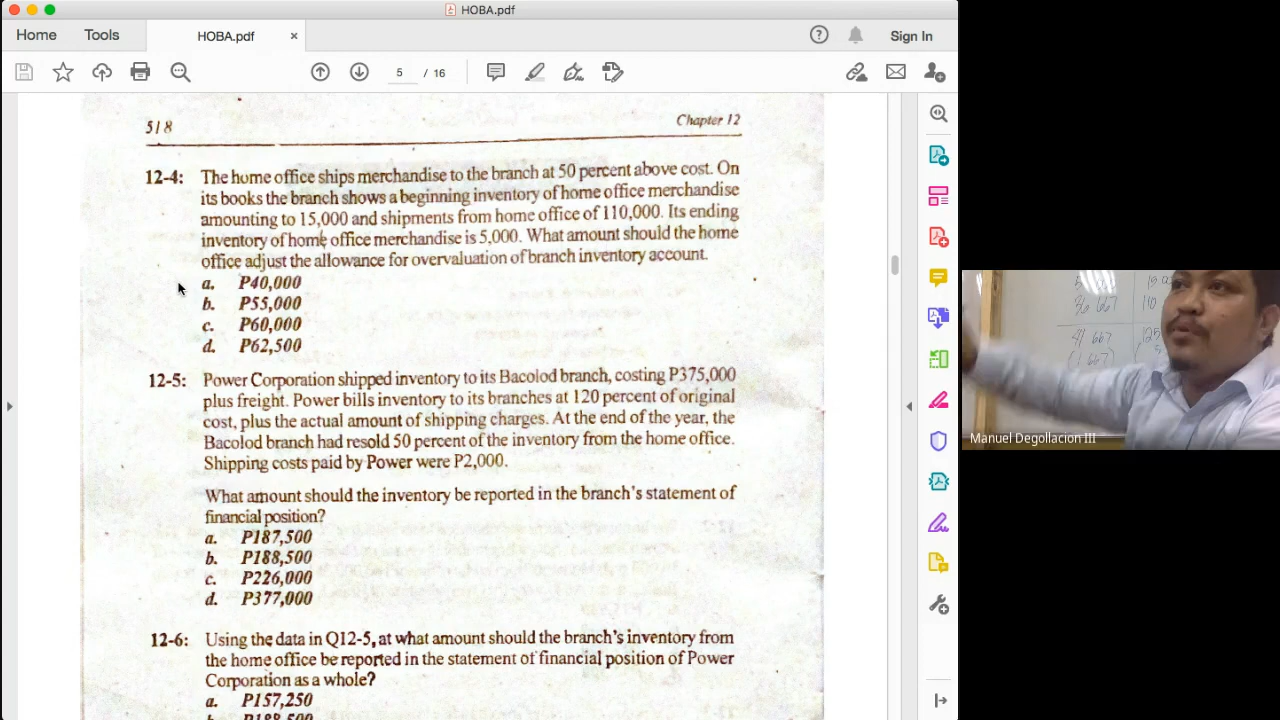 HOBA.pdf
Home
Tools
HOBA.pdf
×
Sign In
5
/ 16
518
Chapter 12
12-4: The home office ships merchandise to the branch at 50 percent above cost. On
its books the branch shows a beginning inventory of home office merchandise
amounting to 15,000 and shipments from home office of 110,000. Its ending
inventory of home office merchandise is 5,000. What amount should the home
office adjust the allowance for overvaluation of branch inventory account.
a. P40,000
b. P55,000
c. P60,000
d. P62,500
12-5: Power Corporation shipped inventory to its Bacolod branch, costing P375,000
plus freight. Power bills inventory to its branches at 120 percent of original
cost, plus the actual amount of shipping charges. At the end of the year, the
Bacolod branch had resold 50 percent of the inventory from the home office.
Shipping costs paid by Power were P2,000.
What amount should the inventory be reported in the branch's statement of
financial position?
a. P187,500
b. P188,500
c. P226,000
d. P377,000
12-6: Using the data in Q12-5, at what amount should the branch's inventory from
the home office be reported in the statement of financial position of Power
Corporation as a whole?
a. P157,250
b. P188,500
36 667
110
41 667
125
(1 667)
Manuel Degollacion III